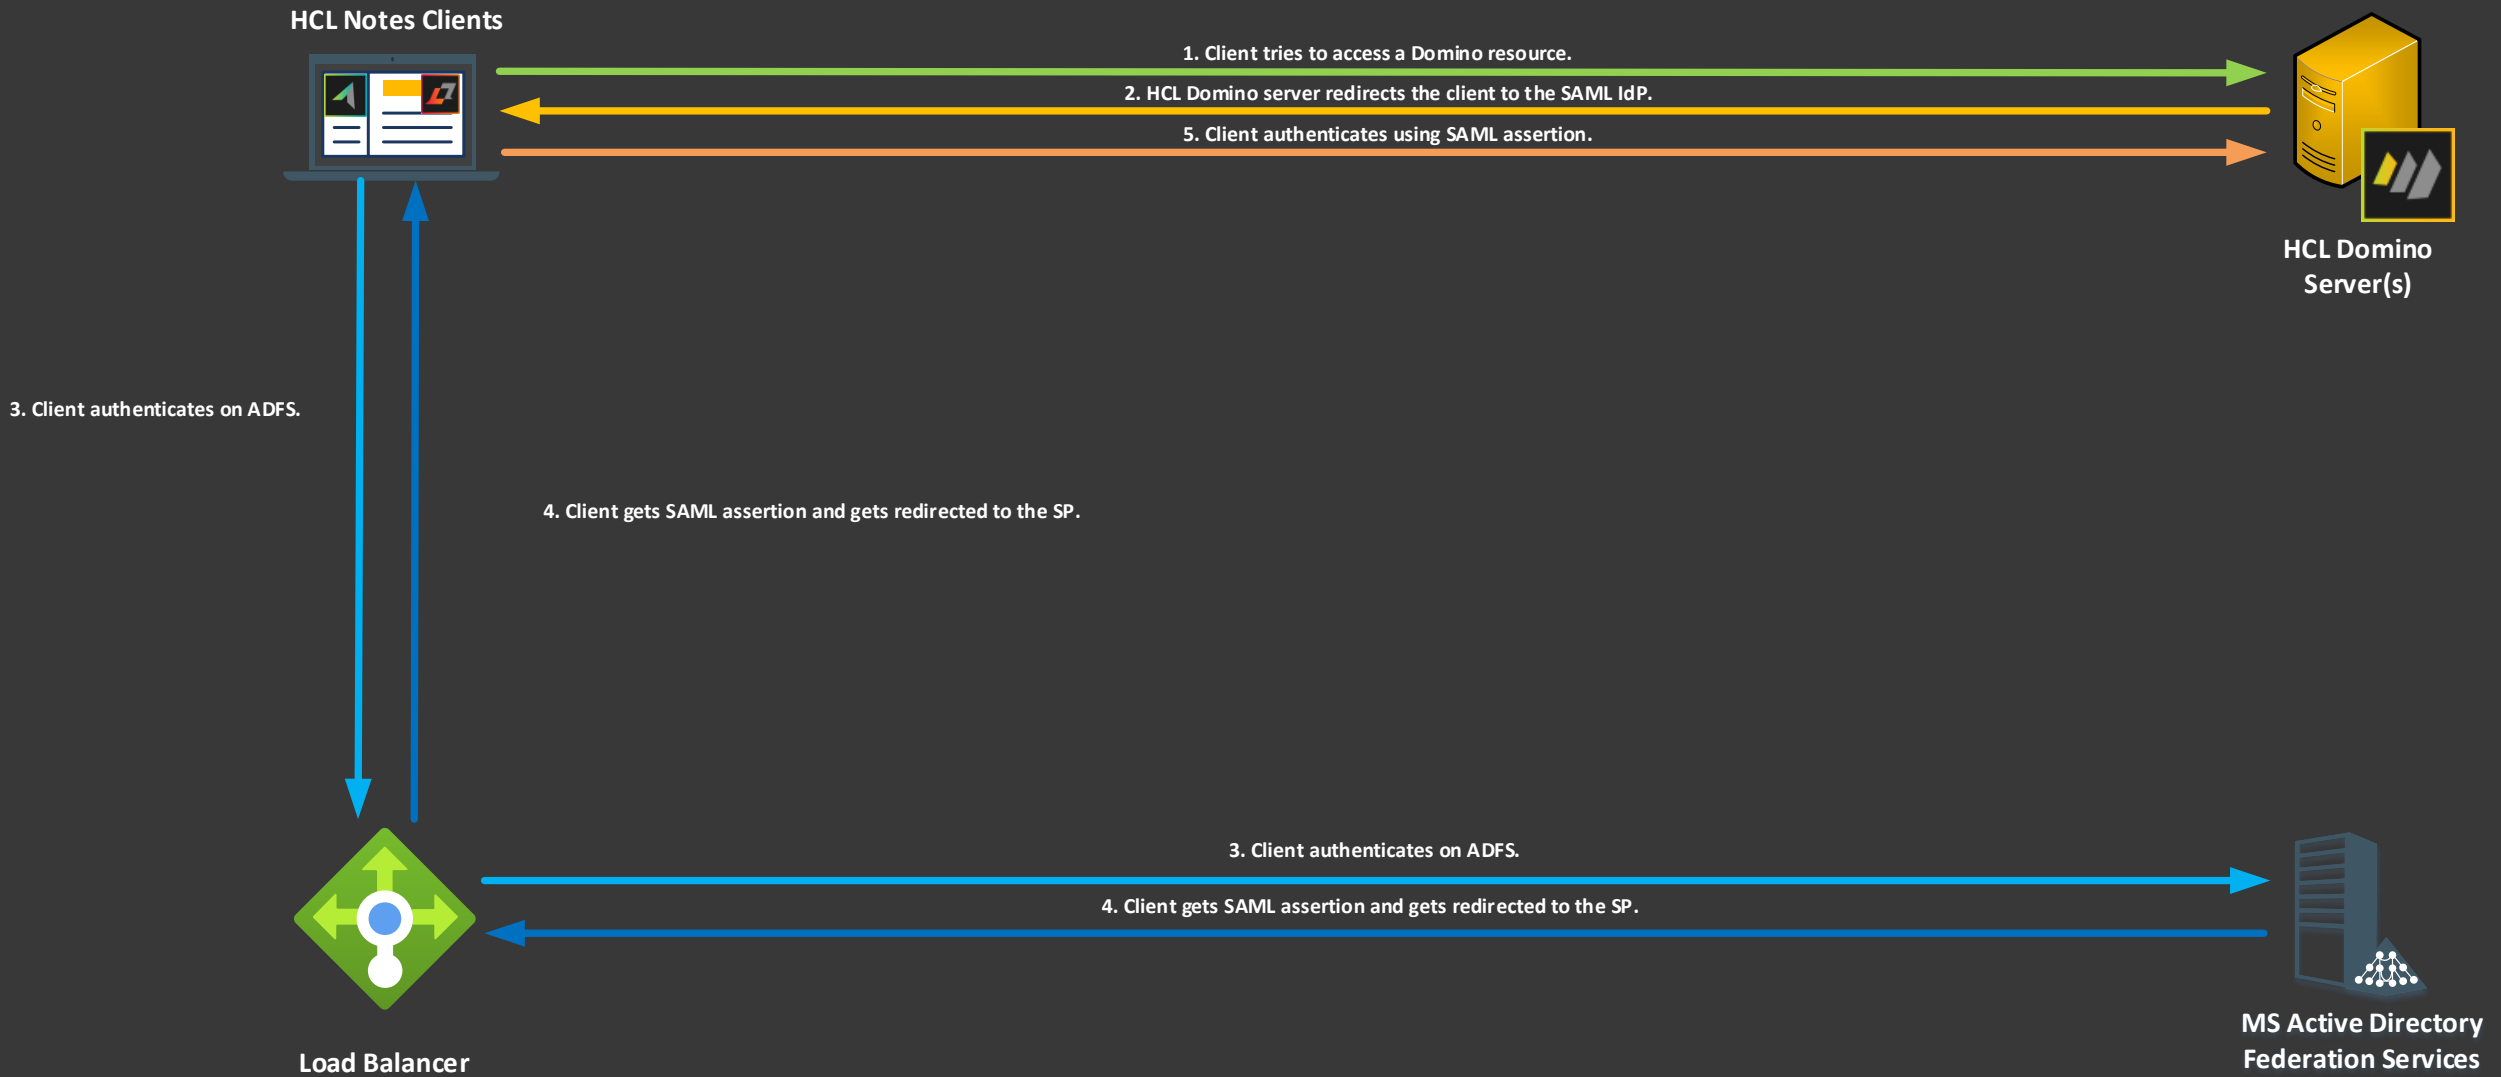 HCL Notes Clients
1. Client tries to access a Domino resource.
2. HCL Domino server redirects the client to the SAML IdP.
5. Client authenticates using SAML assertion.
HCL Domino
Server(s)
3. Client authenticates on ADFS.
4. Client gets SAML assertion and gets redirected to the SP.
3. Client authenticates on ADFS.
4. Client gets SAML assertion and gets redirected to the SP.
Load Balancer
MS Active Directory
Federation Services